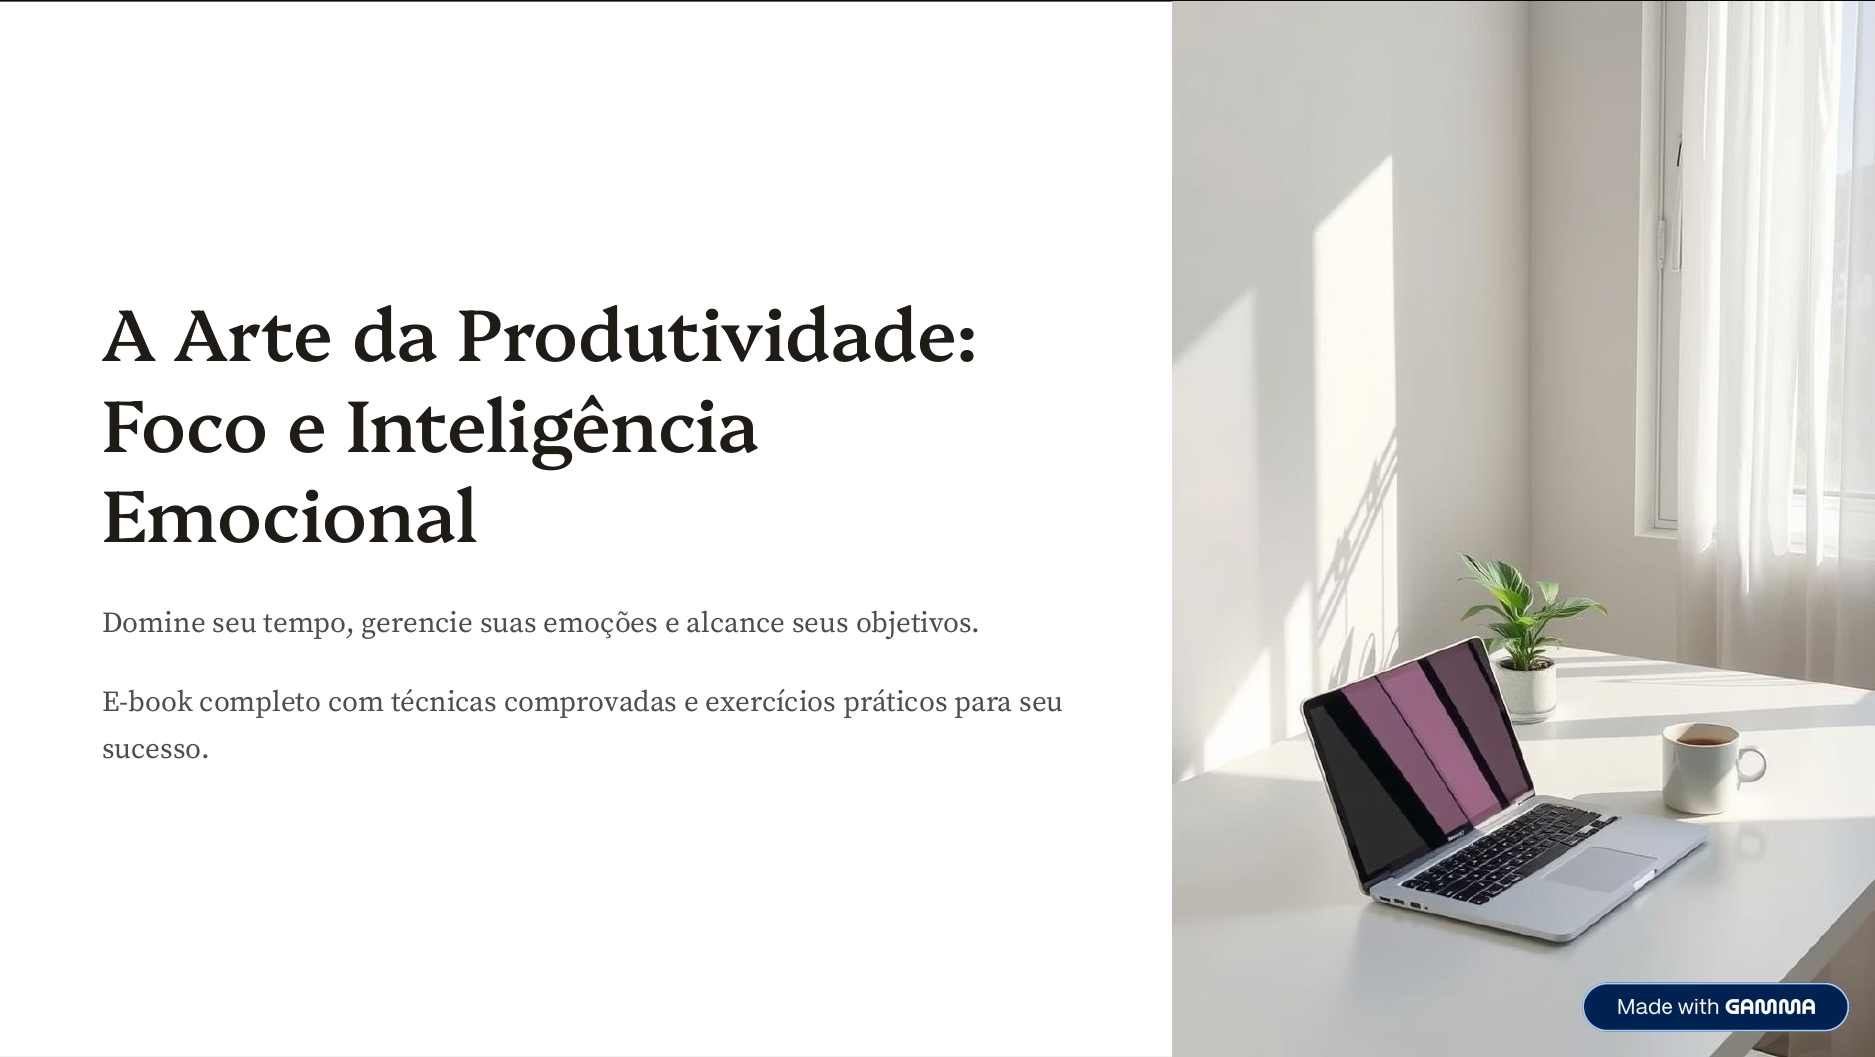 A Arte da Produtividade:
Foco e Inteligência
Emocional
Domine seu tempo, gerencie suas emoções e alcance seus objetivos.
E-book completo com técnicas comprovadas e exercícios práticos para seu
sucesso.
Made with GAMMA